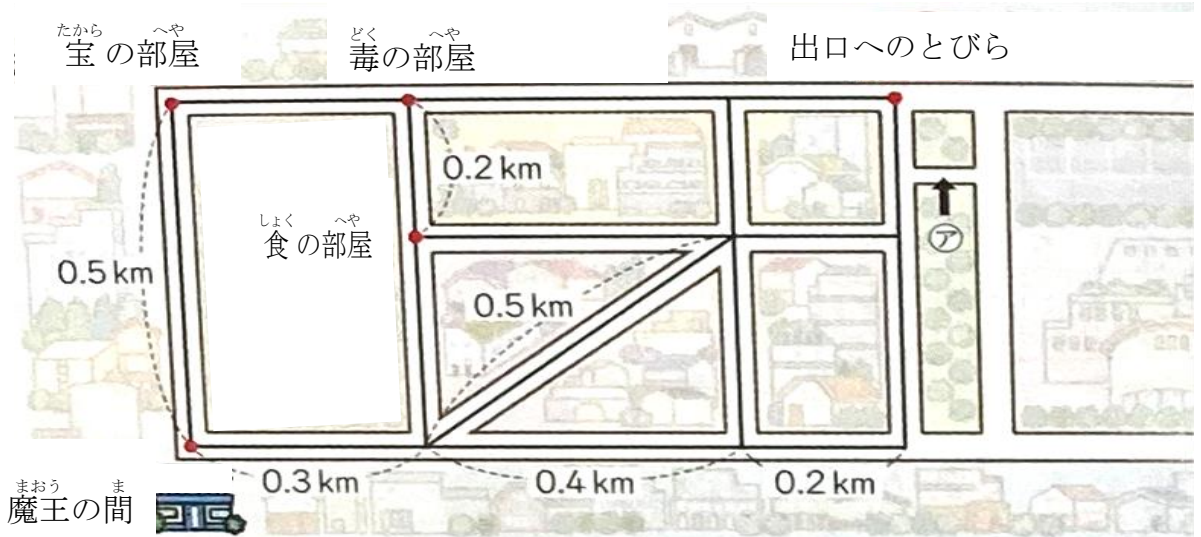 宝の部屋
たから へや
毒の部屋
どく へや
出口へのとびら
0.2 km
㋐
食の部屋
しょく へや
0.5 km
0.5 km
0.3 km
0.4 km
0.2 km
魔王の間
まおう ま